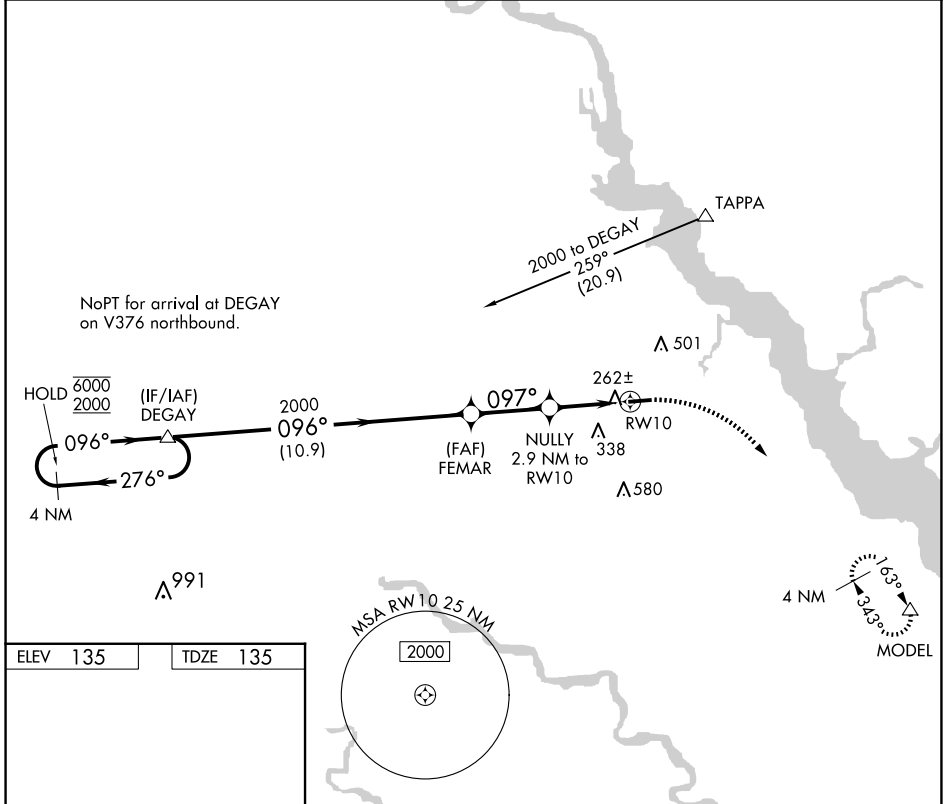 TAPPA
2000 to DEGAY
259°
(20.9)
NoPT for arrival at DEGAY
on V376 northbound.
501
HOLD 6000
2000
(IF/IAF)
DEGAY
262±
2000
096°
097°
096°
(10.9)
RW10
(FAF)
FEMAR
NULLY
2.9 NM to
RW10
338
276°
580
4 NM
991
163°
4 NM
343°
MODEL
MSA RW10 25 NM
2000
ELEV 135
TDZE 135